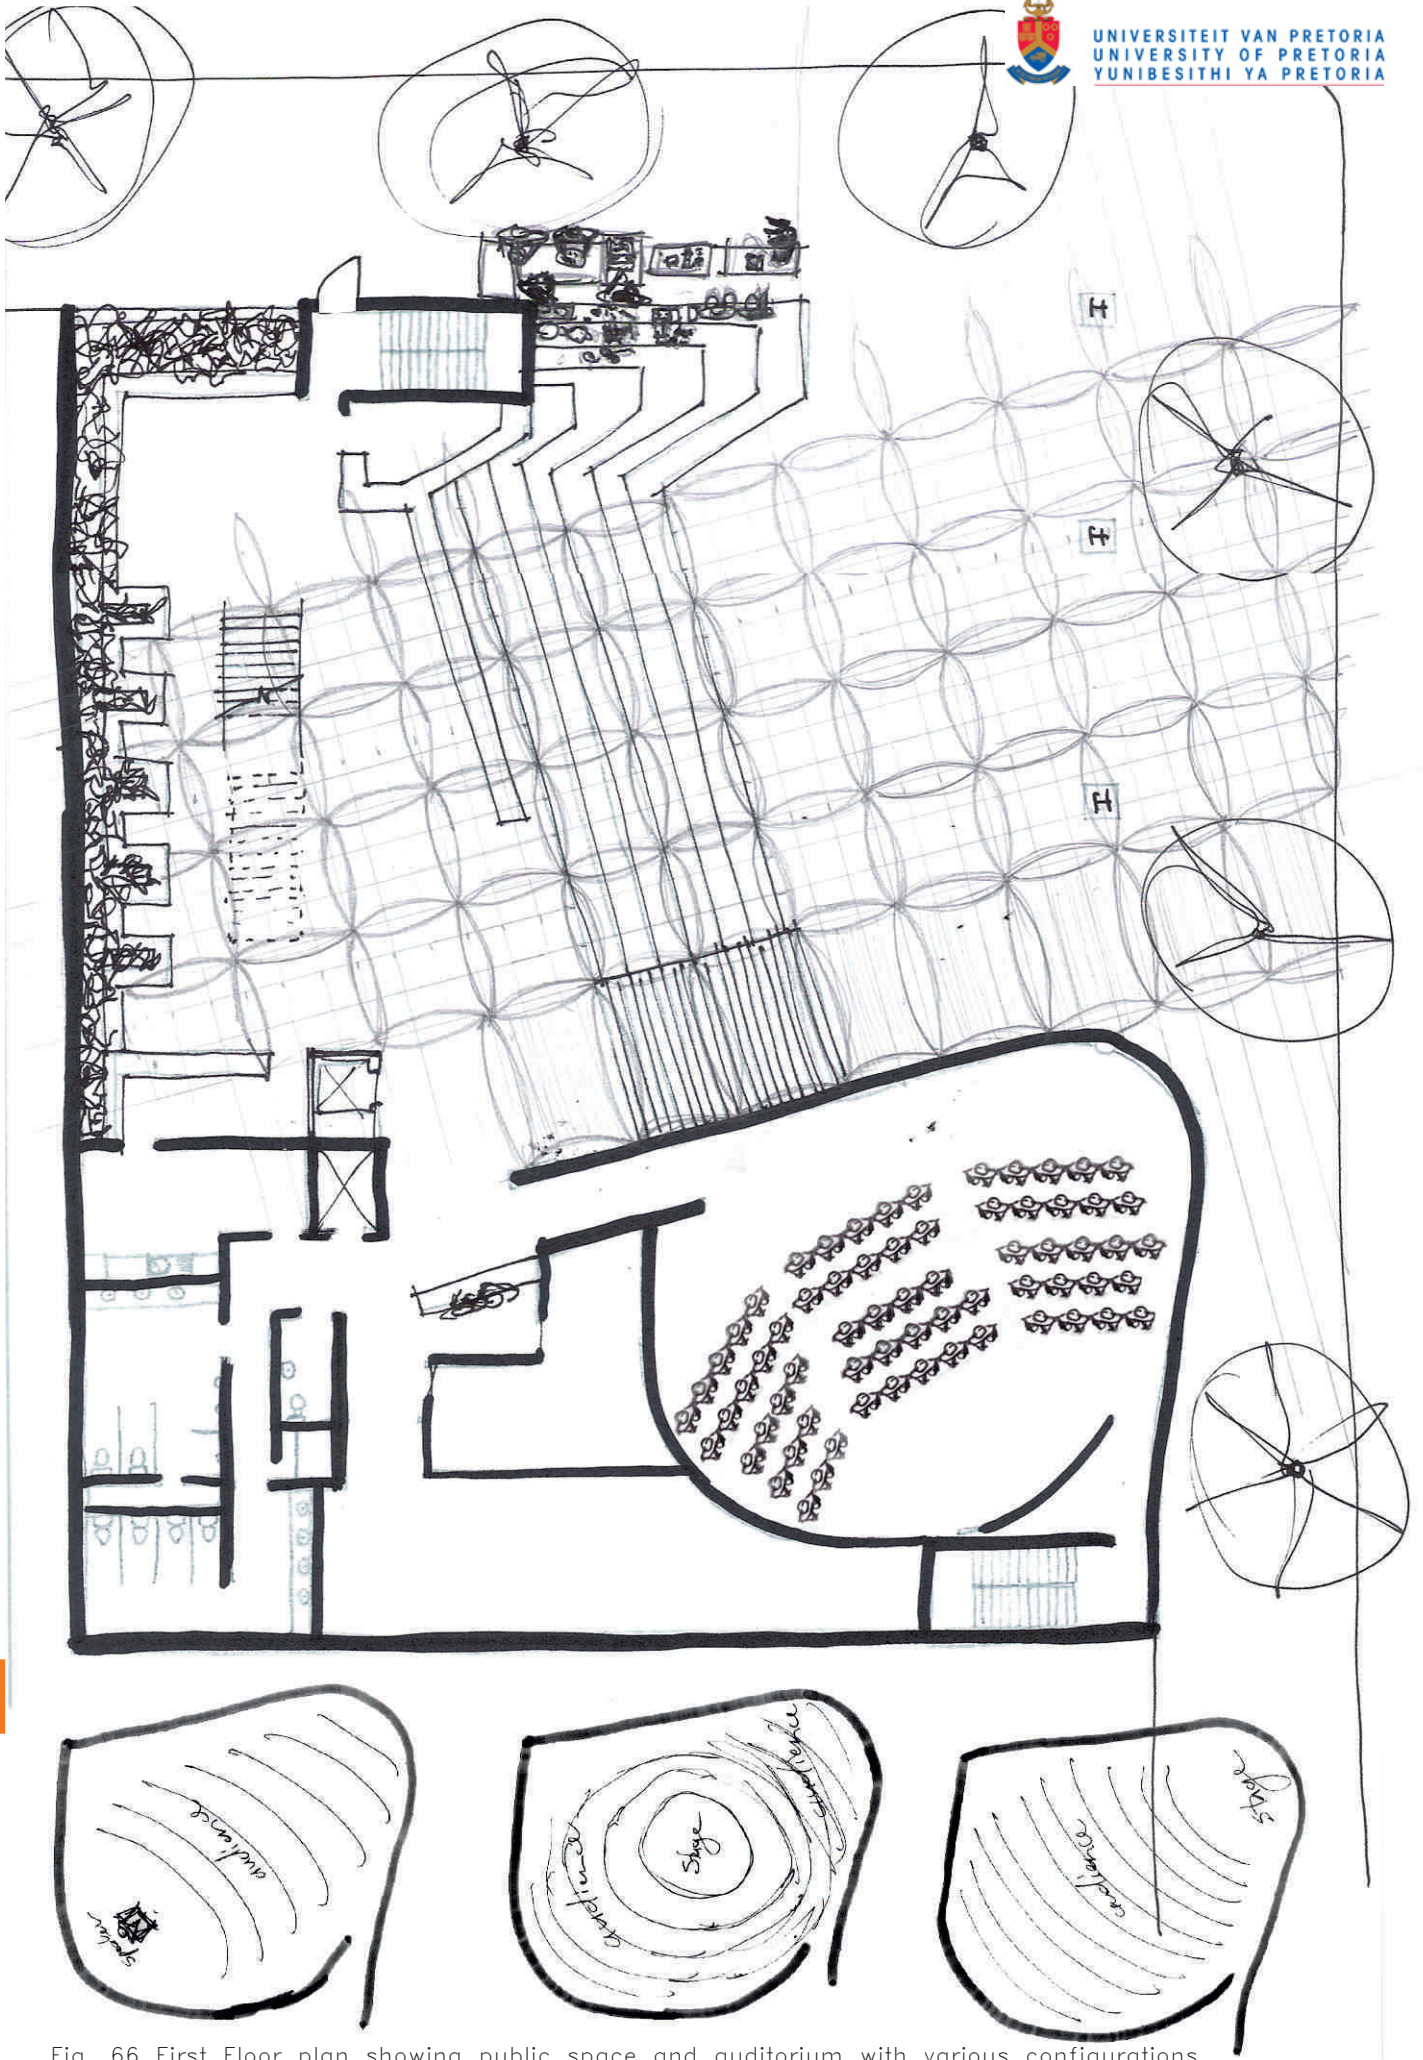 UNIVERSITEIT VAN PRETORIA
UNIVERSITY OF PRETORIA
YUNIBESITHI YA PRETORIA
speaker
audience
audience
Stage
audience
audience
Stage
Fig. 66 First Floor plan showing public space and auditorium with various configurations